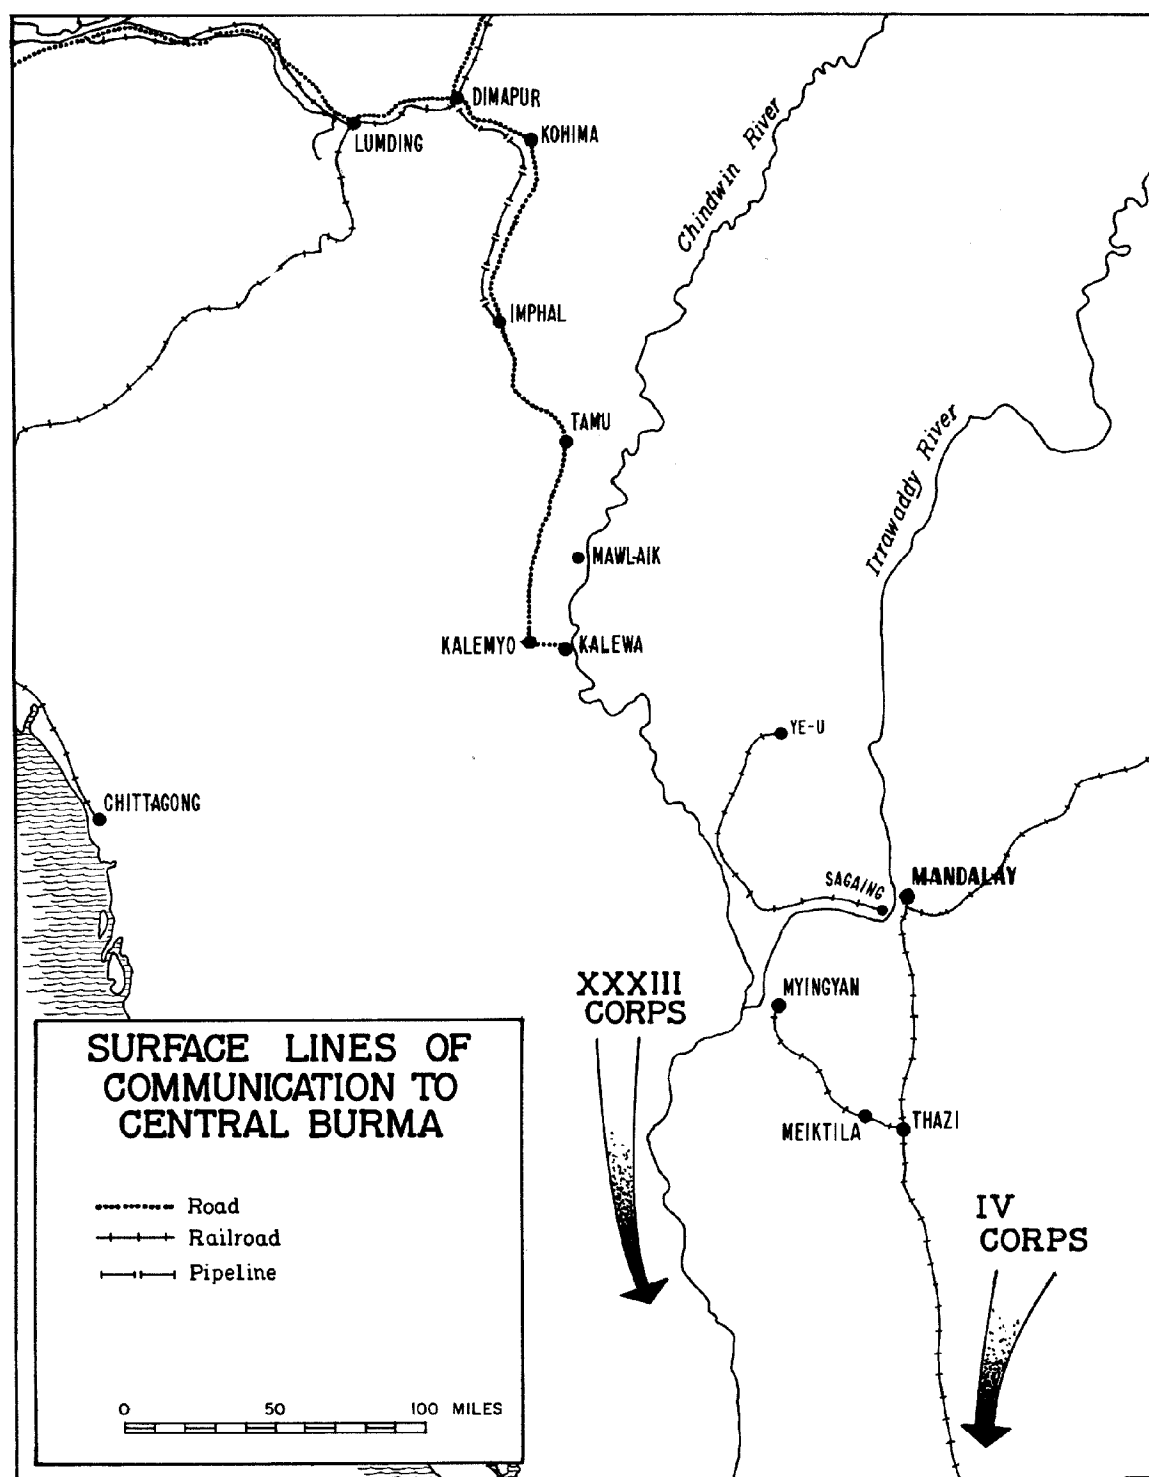 DIMAPUR
KOHIMA
LUMDING
Chindwin River
IMPHAL
TAMU
Irrawaddy River
MAWLAIK
KALEMYO
KALEWA
YE-U
CHITTAGONG
SAGAING
MANDALAY
XXXIII
CORPS
MYINGYAN
MEIKTILA
THAZI
IV
CORPS
SURFACE LINES OF
COMMUNICATION TO
CENTRAL BURMA
Road
Railroad
Pipeline
0 50 100 MILES